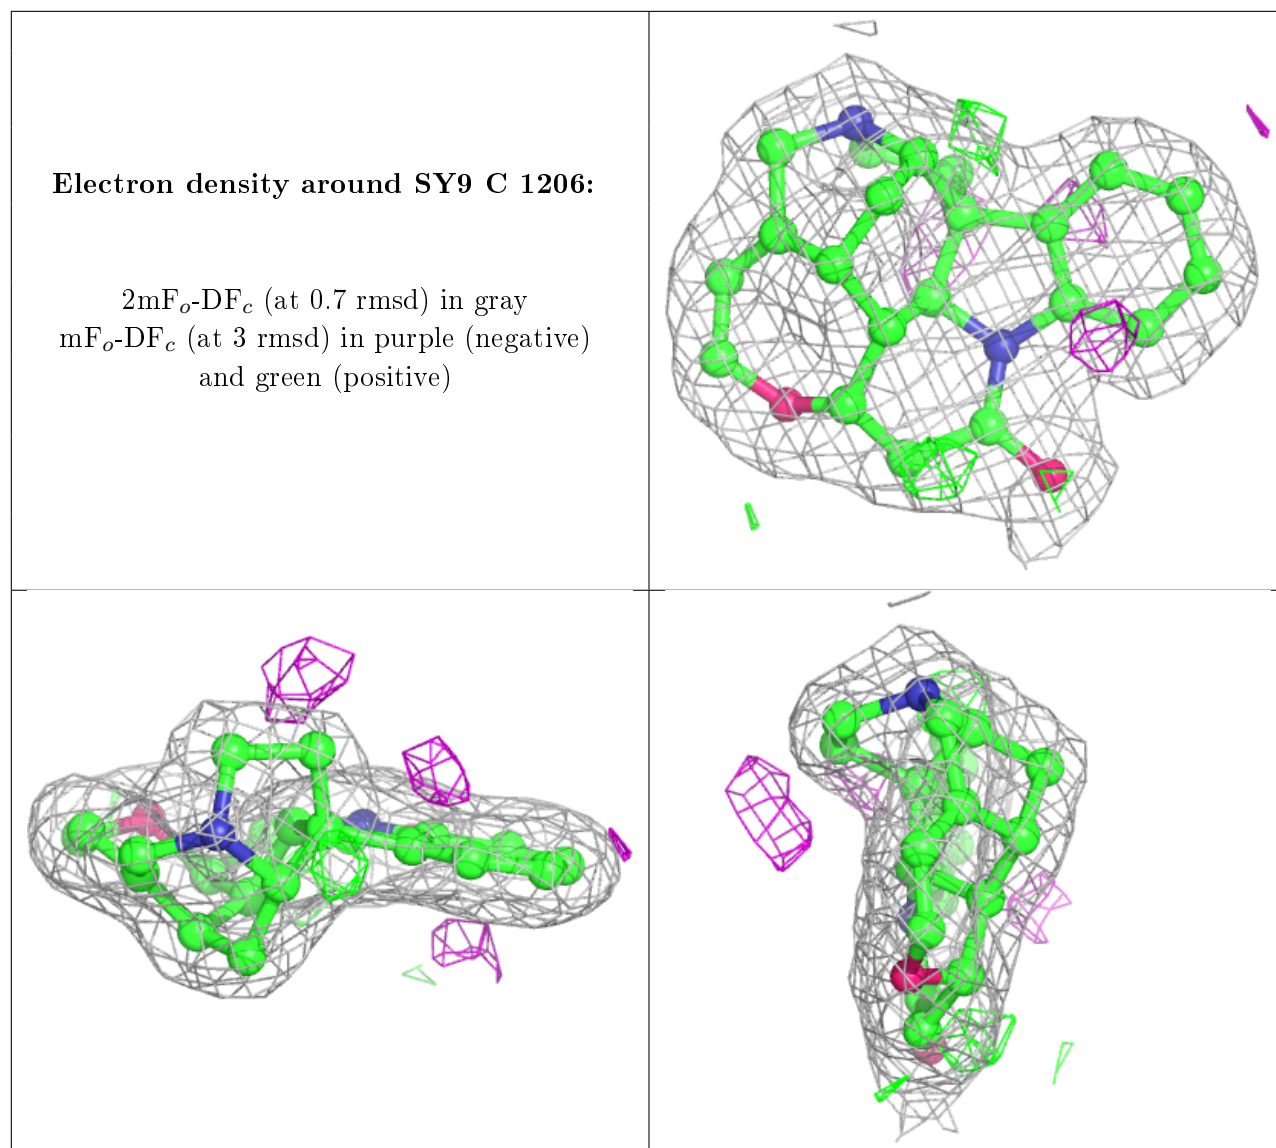 Electron density around SY9 C 1206:
2mFo-DFc (at 0.7 rmsd) in gray
mFo-DFc (at 3 rmsd) in purple (negative)
and green (positive)